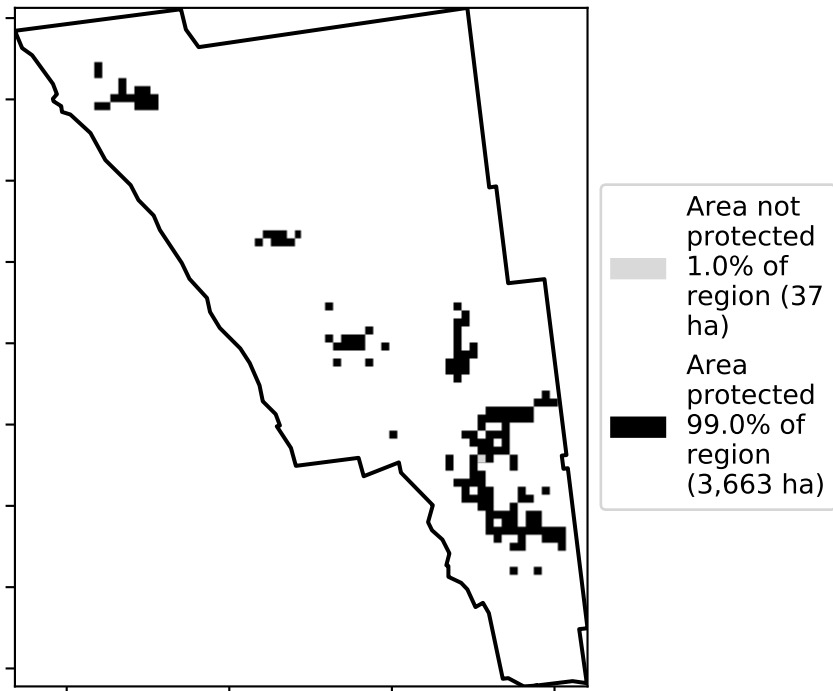 Area not
protected
1.0% of
region (37
ha)
Area
protected
99.0% of
region
(3,663 ha)